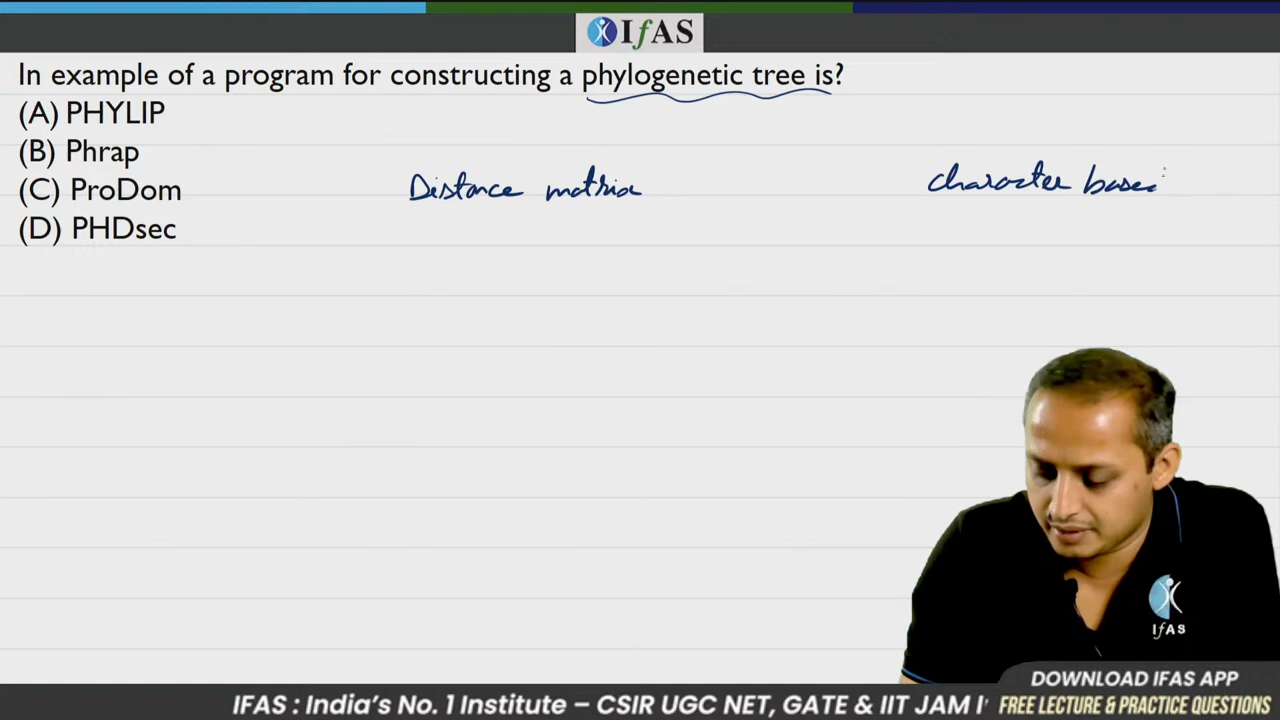 IfAS
In example of a program for constructing a phylogenetic tree is?
(A) PHYLIP
(B) Phrap
(C) ProDom
(D) PHDsec
Distance matrix
character based
IfAS
DOWNLOAD IFAS APP
IFAS : India's No. 1 Institute – CSIR UGC NET, GATE & IIT JAM I
FREE LECTURE & PRACTICE QUESTIONS